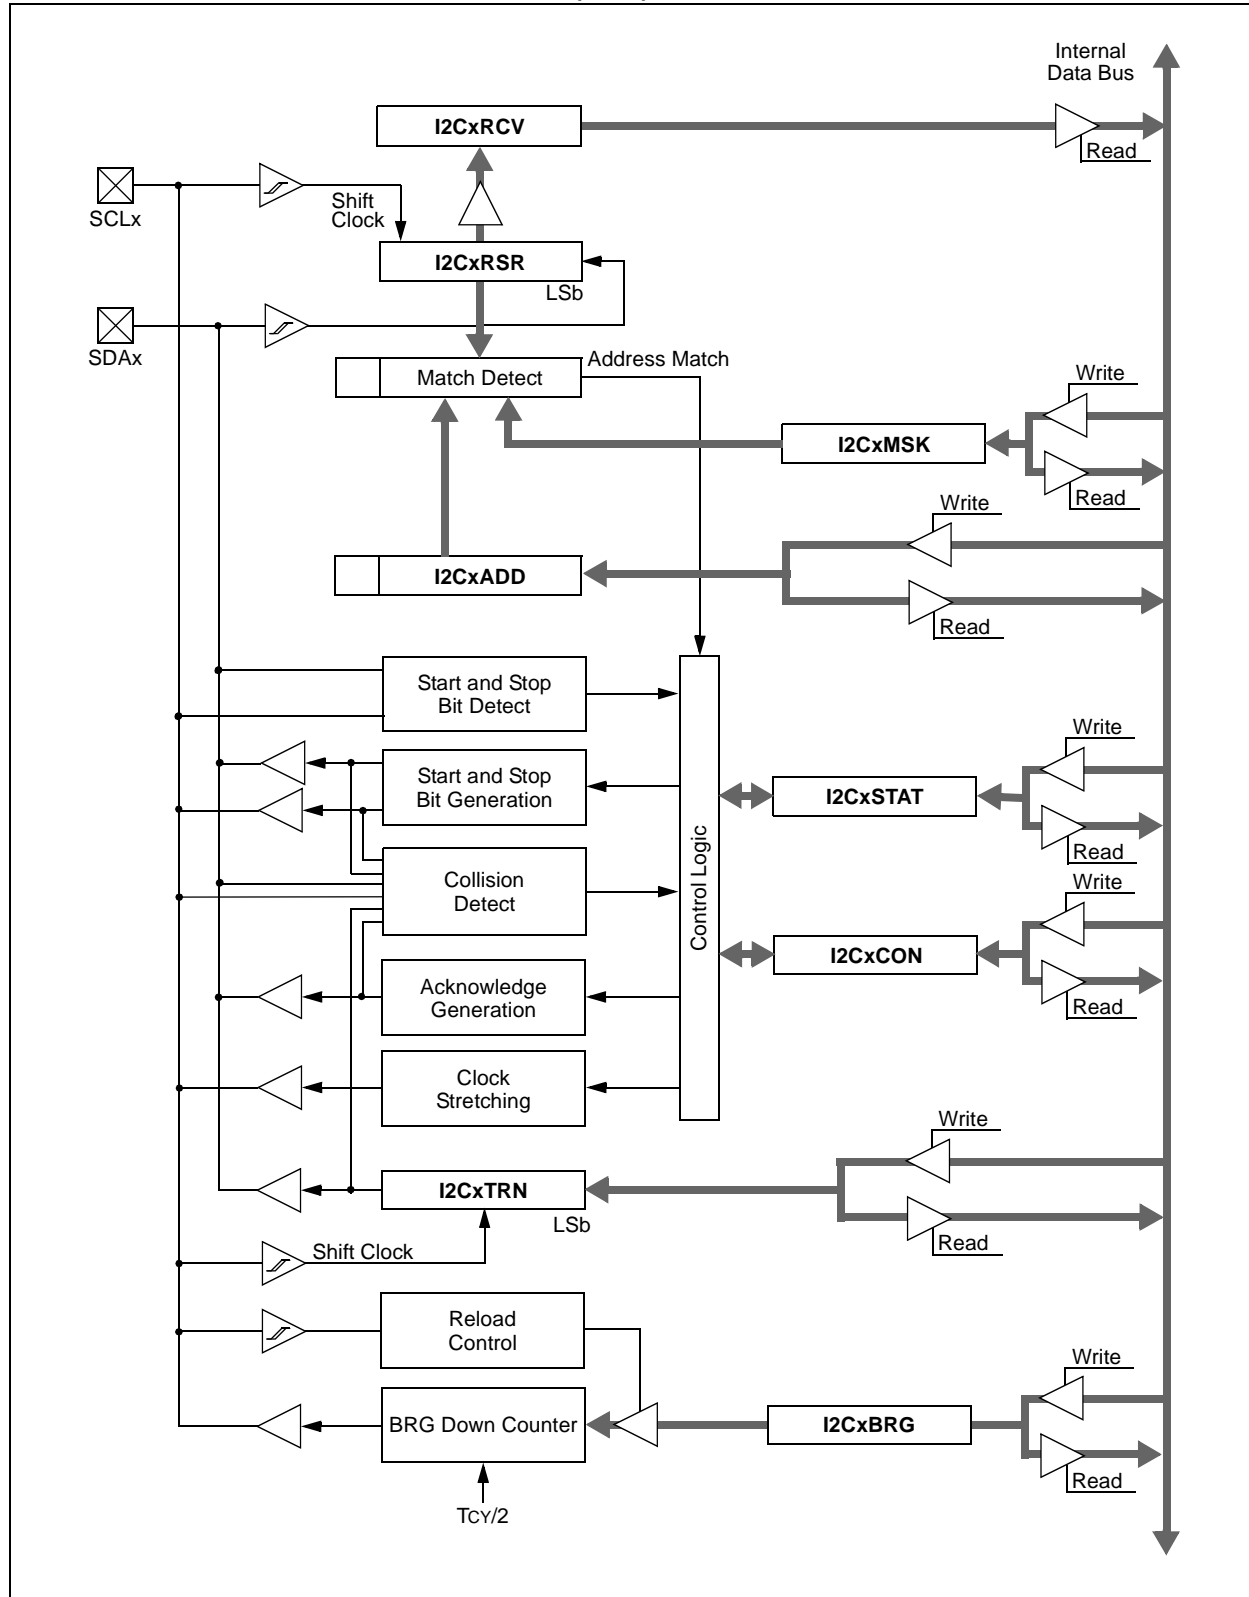 Internal
Data Bus
I2CxRCV
Read
SCLx
Shift
Clock
I2CxRSR
LSb
SDAx
Match Detect
Address Match
Write
I2CxMSK
Read
Write
I2CxADD
Read
Start and Stop
Bit Detect
Write
Start and Stop
Bit Generation
I2CxSTAT
Read
Control Logic
Collision
Detect
Write
I2CxCON
Read
Acknowledge
Generation
Clock
Stretching
Write
I2CxTRN
LSb
Read
Shift Clock
Reload
Control
Write
BRG Down Counter
I2CxBRG
Read
TCY/2